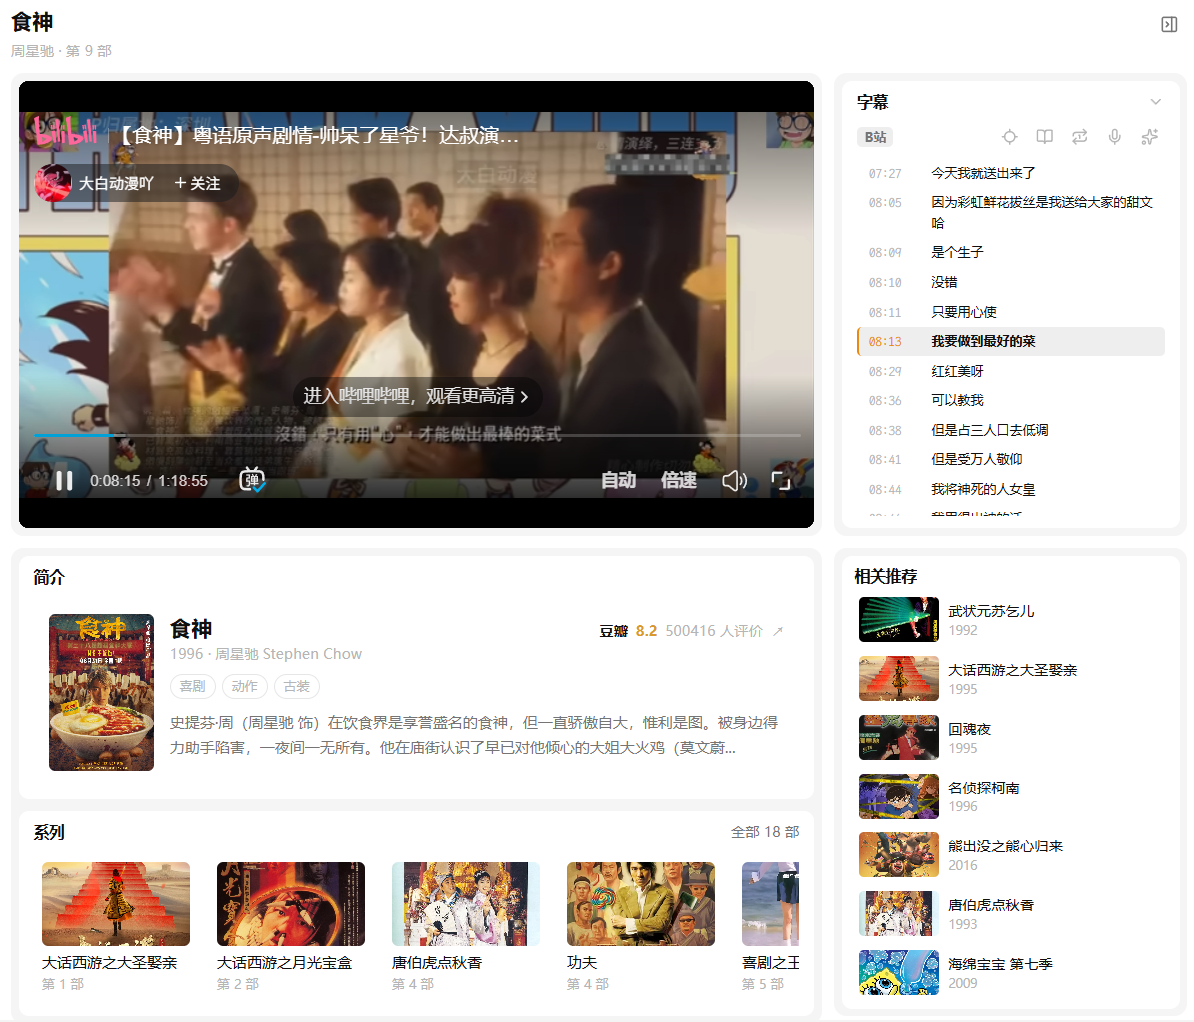 食神
周星驰 · 第 9 部
bilibili
【食神】粤语原声剧情-帅呆了星爷！达叔演...
大白动漫吖 + 关注
进入哔哩哔哩，观看更高清 >
沒錯，只有用"心"，才能做出最棒的菜式
0:08:15 / 1:18:55
弹
自动 倍速
字幕
B站
07:27 今天我就送出来了
08:05 因为彩虹鲜花拔丝是我送给大家的甜文
哈
08:09 是个生子
08:10 没错
08:11 只要用心使
08:13 我要做到最好的菜
08:29 红红美呀
08:36 可以教我
08:38 但是占三人口去低调
08:41 但是受万人敬仰
08:44 我将神死的人女皇
简介
食神
豆瓣 8.2 500416 人评价 ↗
1996 · 周星驰 Stephen Chow
喜剧 动作 古装
史提芬·周（周星驰 饰）在饮食界是享誉盛名的食神，但一直骄傲自大，惟利是图。被身边得
力助手陷害，一夜间一无所有。他在庙街认识了早已对他倾心的大姐大火鸡（莫文蔚...
系列
全部 18 部
大话西游之大圣娶亲
第 1 部
大话西游之月光宝盒
第 2 部
唐伯虎点秋香
第 4 部
功夫
第 4 部
喜剧之王
第 5 部
相关推荐
武状元苏乞儿
1992
大话西游之大圣娶亲
1995
回魂夜
1995
名侦探柯南
1996
熊出没之熊心归来
2016
唐伯虎点秋香
1993
海绵宝宝 第七季
2009